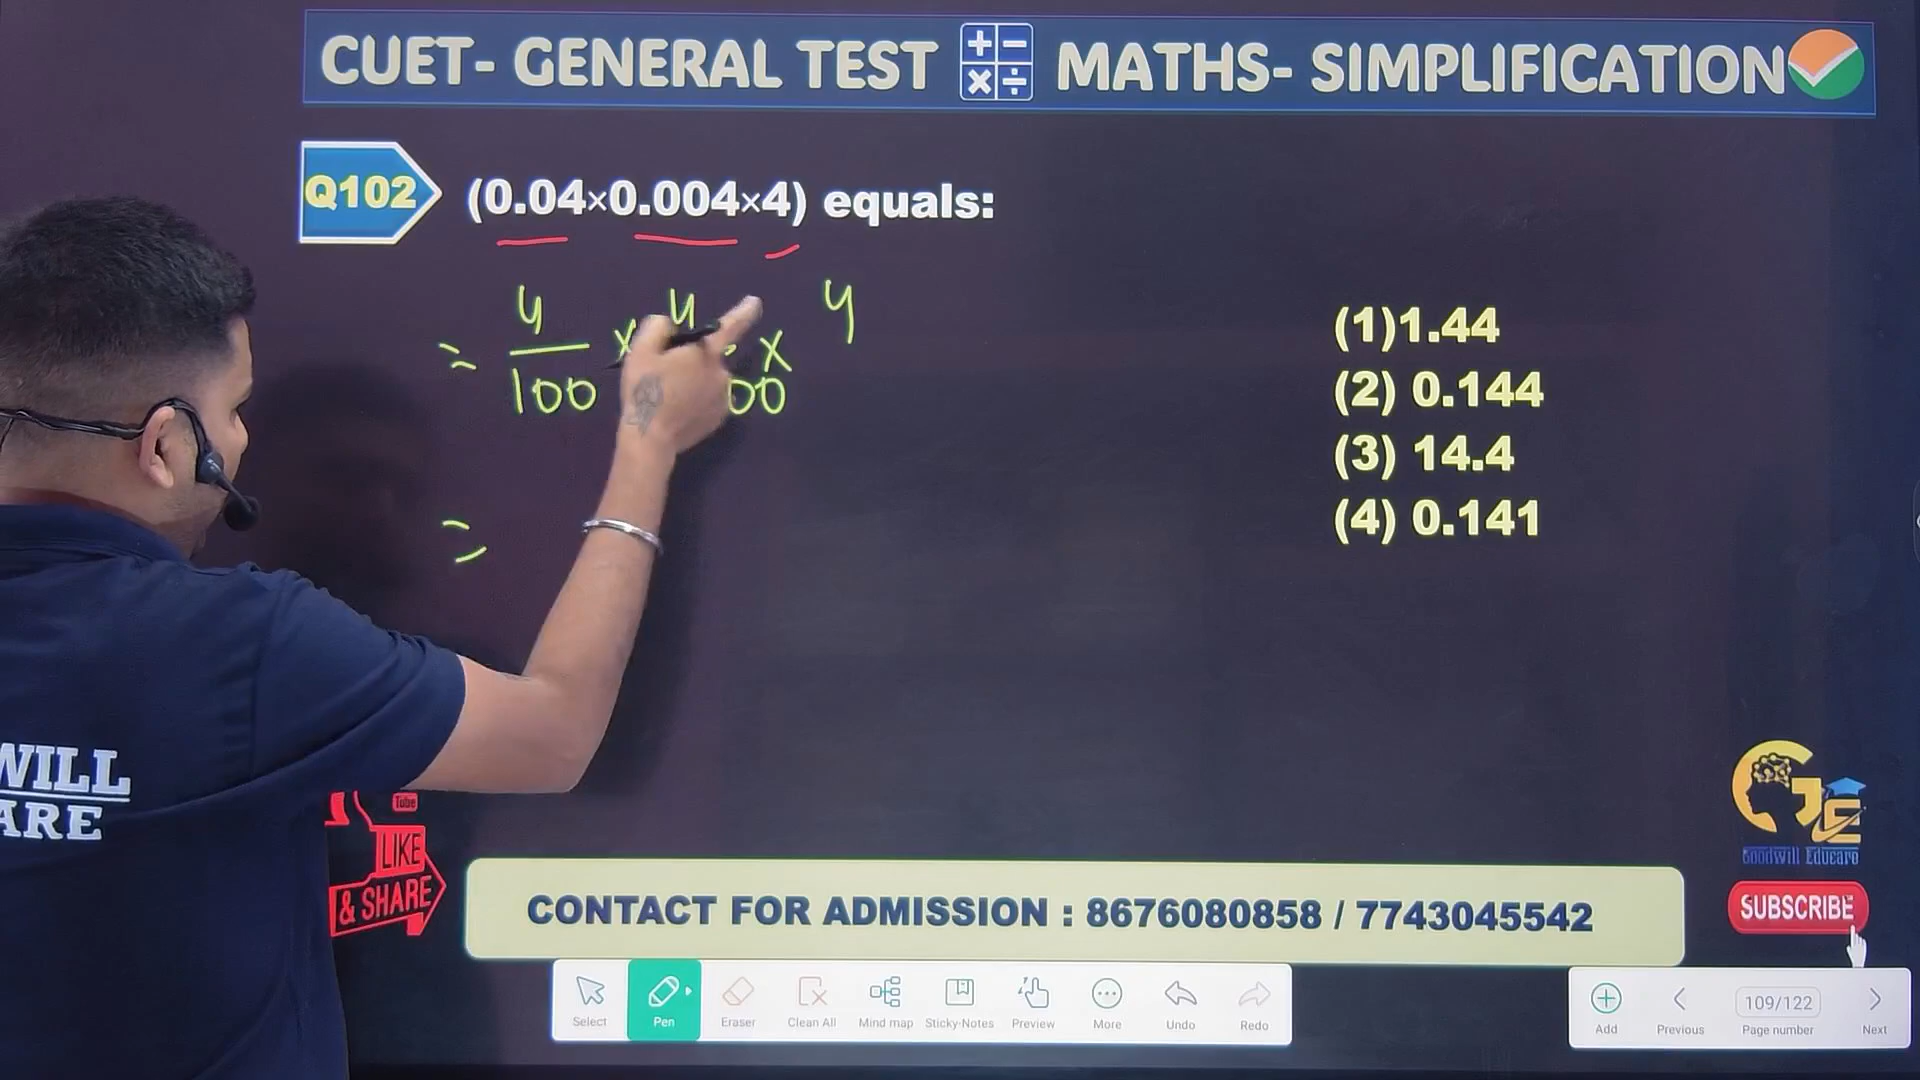 CUET- GENERAL TEST +-×÷ MATHS- SIMPLIFICATION
Q102 (0.04×0.004×4) equals:
= 4/100 × 4 00 × 4
=
(1)1.44
(2) 0.144
(3) 14.4
(4) 0.141
WILL
ARE
Tube
LIKE
& SHARE
GE
Goodwill Educare
SUBSCRIBE
CONTACT FOR ADMISSION : 8676080858 / 7743045542
Select Pen Eraser Clean All Mind map Sticky-Notes Preview More Undo Redo
109/122
Add Previous Page number Next